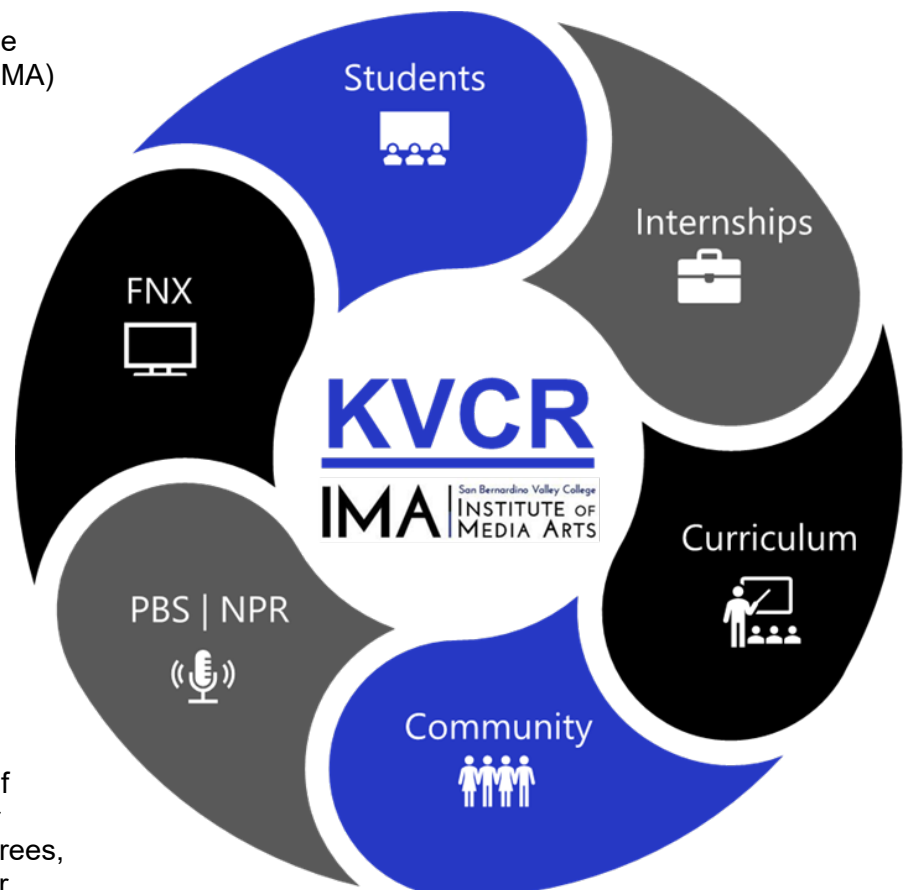 e
MA)
Students
Internships
FNX
KVCR
IMA
San Bernardino Valley College
INSTITUTE OF
MEDIA ARTS
Curriculum
PBS | NPR
Community
f
rees,
r